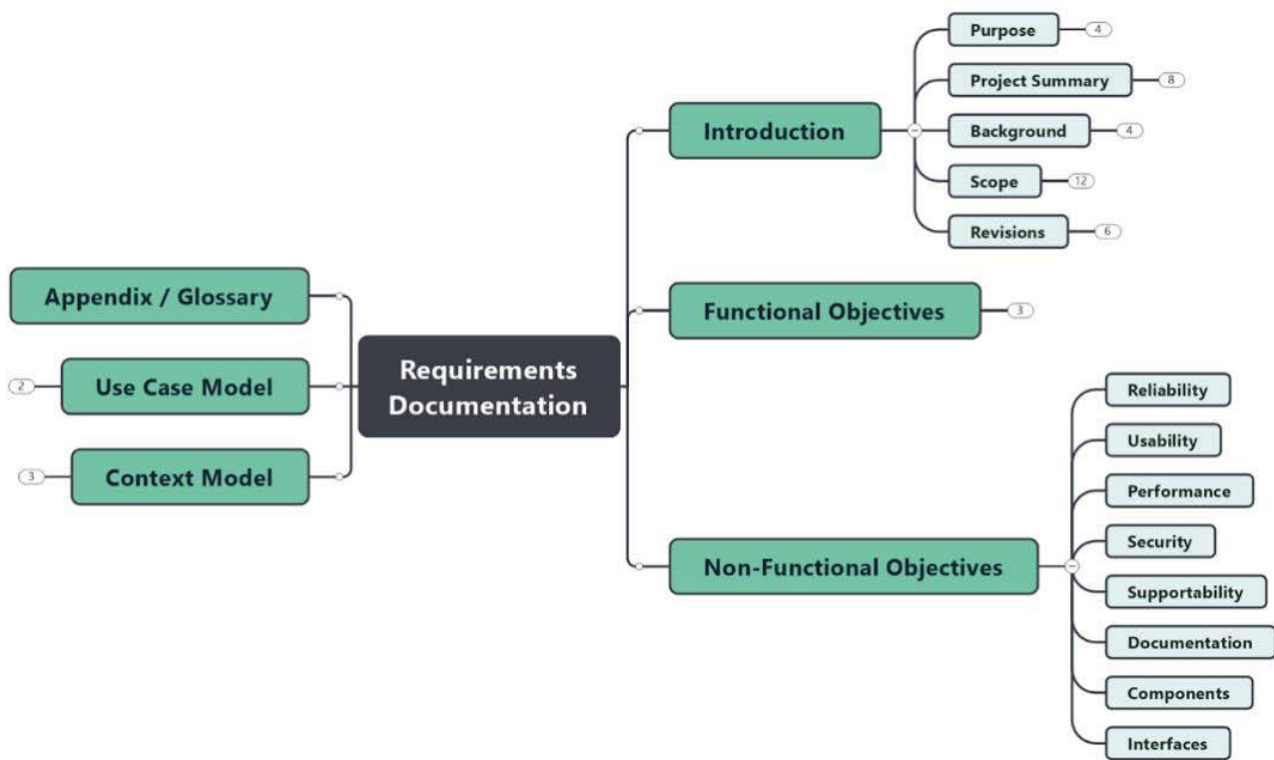 Purpose
4
Project Summary
8
Introduction
Background
4
Scope
12
Revisions
6
Appendix / Glossary
Functional Objectives
3
Requirements
Documentation
Use Case Model
2
Context Model
3
Non-Functional Objectives
Reliability
Usability
Performance
Security
Supportability
Documentation
Components
Interfaces